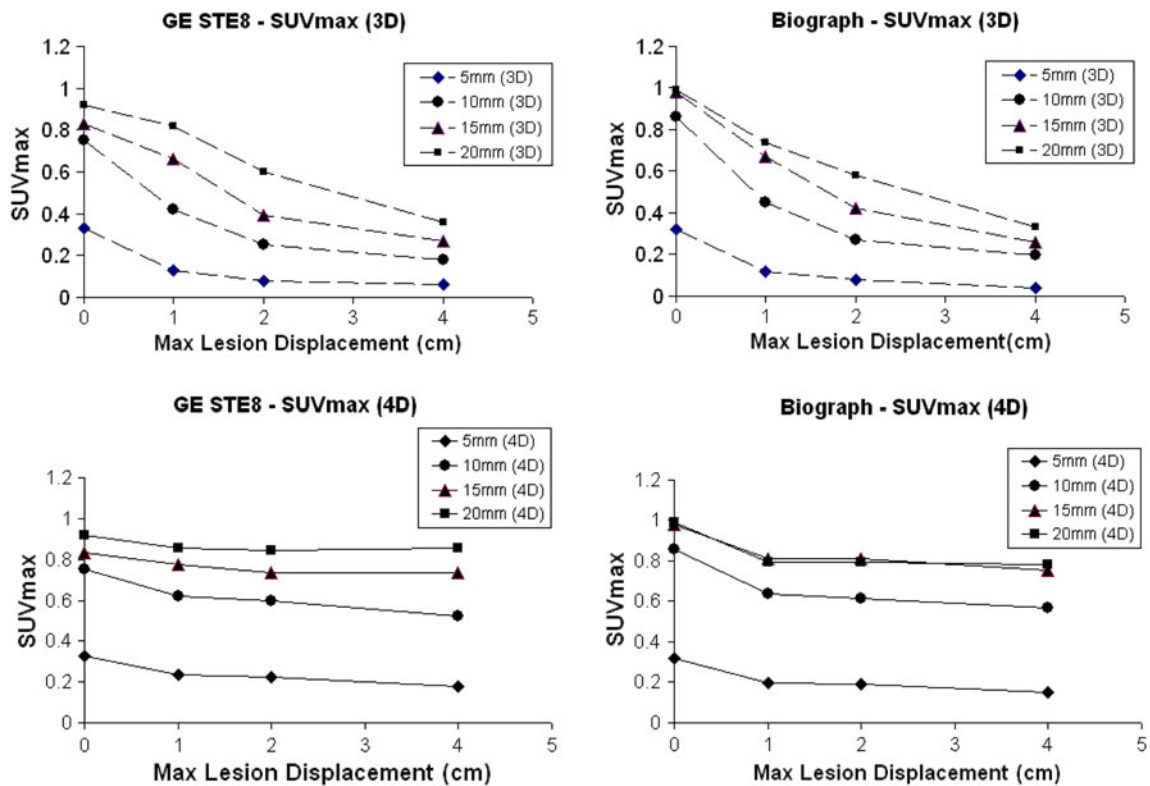 GE STE8 - SUVmax (3D)
1.2
1
0.8
0.6
0.4
0.2
0
SUVmax
0 1 2 3 4 5
Max Lesion Displacement (cm)
5mm (3D)
10mm (3D)
15mm (3D)
20mm (3D)
Biograph - SUVmax (3D)
1.2
1
0.8
0.6
0.4
0.2
0
SUVmax
0 1 2 3 4 5
Max Lesion Displacement(cm)
5mm (3D)
10mm (3D)
15mm (3D)
20mm (3D)
GE STE8 - SUVmax (4D)
1.2
1
0.8
0.6
0.4
0.2
0
SUVmax
0 1 2 3 4 5
Max Lesion Displacement (cm)
5mm (4D)
10mm (4D)
15mm (4D)
20mm (4D)
Biograph - SUVmax (4D)
1.2
1
0.8
0.6
0.4
0.2
0
SUVmax
0 1 2 3 4 5
Max Lesion Displacement (cm)
5mm (4D)
10mm (4D)
15mm (4D)
20mm (4D)